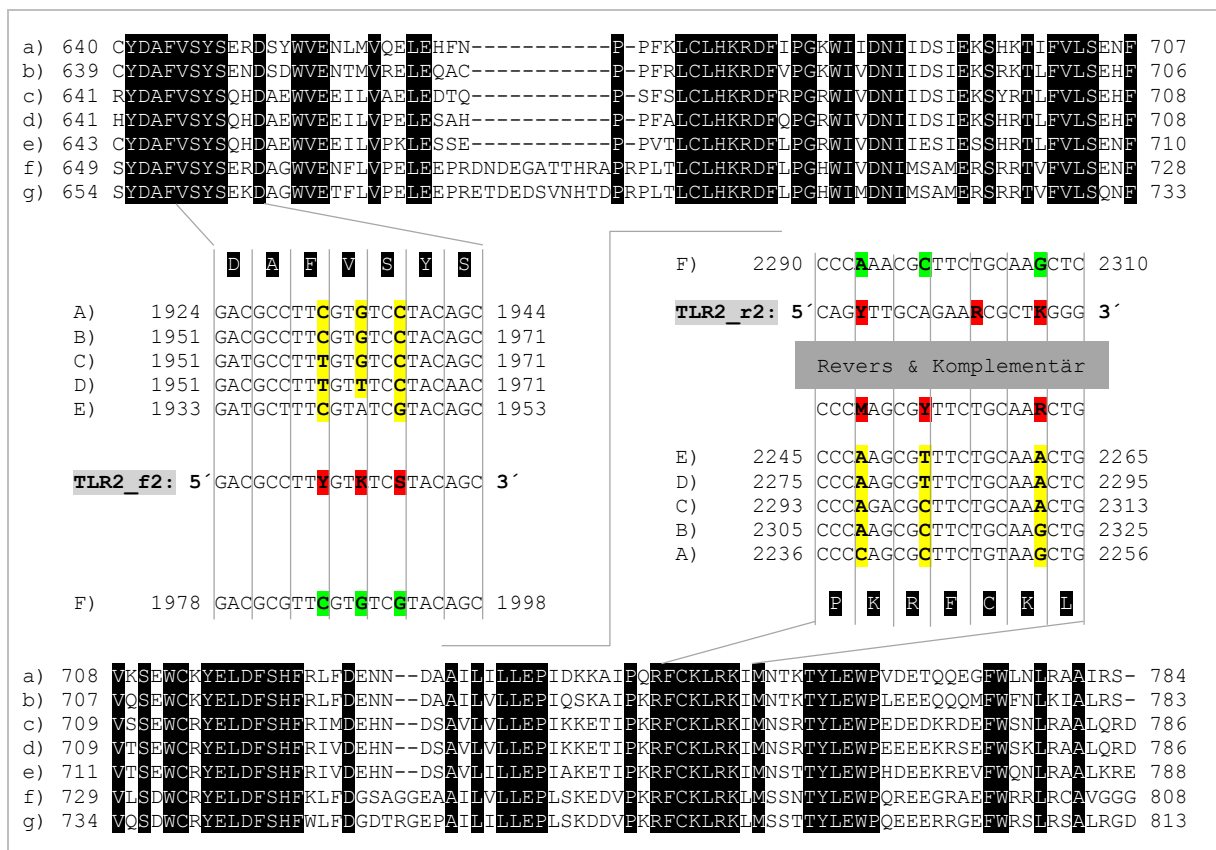 a) 640 CYDAFVSYSERDSYWVENLMVQELEHFN-----------P-PFKLCLHKRDFIPGKWIIDNIIDSIEKSHKTIFVLSENF 707
b) 639 CYDAFVSYSENDSDWVENTMVRELEQAC-----------P-PFRLCLHKRDFVPGKWIVDNIIDSIEKSRKTLFVLSEHF 706
c) 641 RYDAFVSYSQHDAEWVEEILVAELEDTQ-----------P-SFSLCLHKRDFRPGRWIVDNIIDSIEKSYRTLFVLSEHF 708
d) 641 HYDAFVSYSQHDAEWVEEILVPELESAH-----------P-PFALCLHKRDFQPGRWIVDNIIDSIEKSHRTLFVLSEHF 708
e) 643 CYDAFVSYSQHDAEWVEEILVPKLESSE-----------P-PVTLCLHKRDFLPGRWIVDNIIESIESSHRTLFVLSENF 710
f) 649 SYDAFVSYSERDAGWVENFLVPELEEPRDNDEGATTHRAPRPLTLCLHKRDFLPGHWIVDNIMSAMERSRRTVFVLSENF 728
g) 654 SYDAFVSYSEKDAGWVETFLVPELEEPRETDEDSVNHTDPRPLTLCLHKRDFLPGHWIMDNIMSAMERSRRTVFVLSQNF 733
D A F V S Y S
A) 1924 GACGCCTTCGTGTCCTACAGC 1944
B) 1951 GACGCCTTCGTGTCCTACAGC 1971
C) 1951 GATGCCTTTGTGTCCTACAGC 1971
D) 1951 GACGCCTTTGTTTCCTACAAC 1971
E) 1933 GATGCTTTCGTATCGTACAGC 1953
TLR2_f2: 5´GACGCCTTYGTKTCSTACAGC 3´
F) 1978 GACGCGTTCGTGTCGTACAGC 1998
F) 2290 CCCAAACGCTTCTGCAAGCTC 2310
TLR2_r2: 5´CAGYTTGCAGAARCGCTKGGG 3´
Revers & Komplementär
CCCMAGCGYTTCTGCAARCTG
E) 2245 CCCAAGCGTTTCTGCAAACTG 2265
D) 2275 CCCAAGCGTTTCTGCAAACTC 2295
C) 2293 CCCAGACGCTTCTGCAAACTG 2313
B) 2305 CCCAAGCGCTTCTGCAAGCTG 2325
A) 2236 CCCCAGCGCTTCTGTAAGCTG 2256
P K R F C K L
a) 708 VKSEWCKYELDFSHFRLFDENN--DAAILILLEPIDKKAIPQRFCKLRKIMNTKTYLEWPVDETQQEGFWLNLRAAIRS- 784
b) 707 VQSEWCKYELDFSHFRLFDENN--DAAILVLLEPIQSKAIPKRFCKLRKIMNTKTYLEWPLEEEQQQMFWFNLKIALRS- 783
c) 709 VSSEWCRYELDFSHFRIMDEHN--DSAVLVLLEPIKKETIPKRFCKLRKIMNSRTYLEWPEDEDKRDEFWSNLRAALQRD 786
d) 709 VTSEWCRYELDFSHFRIVDEHN--DSAVLVLLEPIKKETIPKRFCKLRKIMNSRTYLEWPEEEEKRSEFWSKLRAALQRD 786
e) 711 VTSEWCRYELDFSHFRIVDEHN--DSAVLILLEPIAKETIPKRFCKLRKIMNSTTYLEWPHDEEKREVFWQNLRAALKRE 788
f) 729 VLSDWCRYELDFSHFKLFDGSAGGEAAILVLLEPLSKEDVPKRFCKLRKLMSSNTYLEWPQREEGRAEFWRRLRCAVGGG 808
g) 734 VQSDWCRYELDFSHFWLFDGDTRGEPAILILLEPLSKDDVPKRFCKLRKLMSSTTYLEWPQEEERRGEFWRSLRSALRGD 813